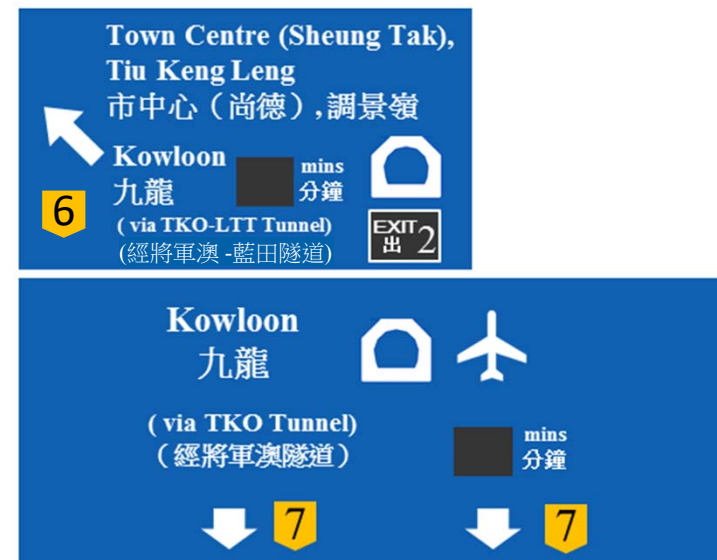 Town Centre (Sheung Tak),
Tiu Keng Leng
市中心（尚德）,調景嶺
Kowloon mins
九龍 分鐘
6
( via TKO-LTT Tunnel)
(經將軍澳 -藍田隧道)
EXIT 2
出
Kowloon
九龍
( via TKO Tunnel)
（經將軍澳隧道）
mins
分鐘
7 7